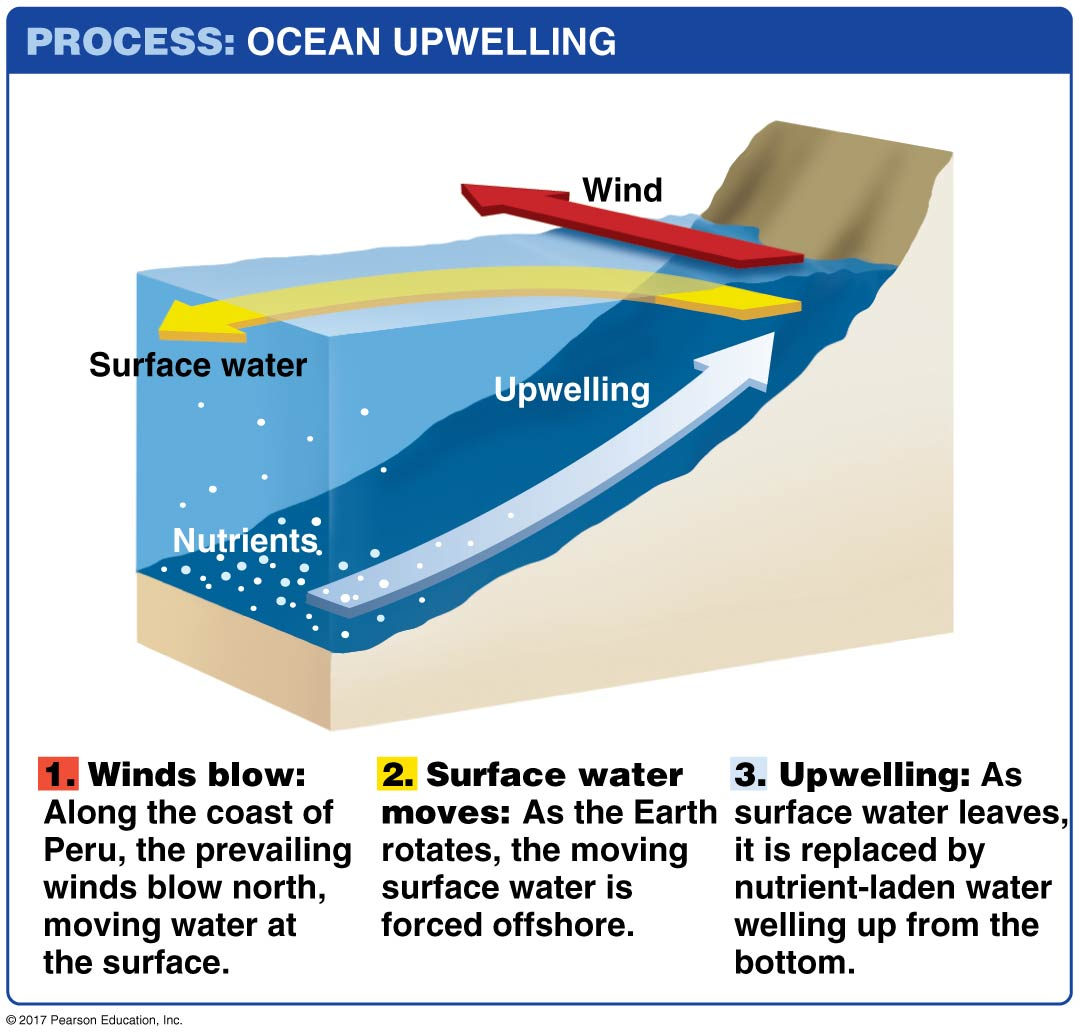 PROCESS: OCEAN UPWELLING
Wind
Surface water
Upwelling
Nutrients
1. Winds blow:
Along the coast of
Peru, the prevailing
winds blow north,
moving water at
the surface.
2. Surface water
moves: As the Earth
rotates, the moving
surface water is
forced offshore.
3. Upwelling: As
surface water leaves,
it is replaced by
nutrient-laden water
welling up from the
bottom.
© 2017 Pearson Education, Inc.